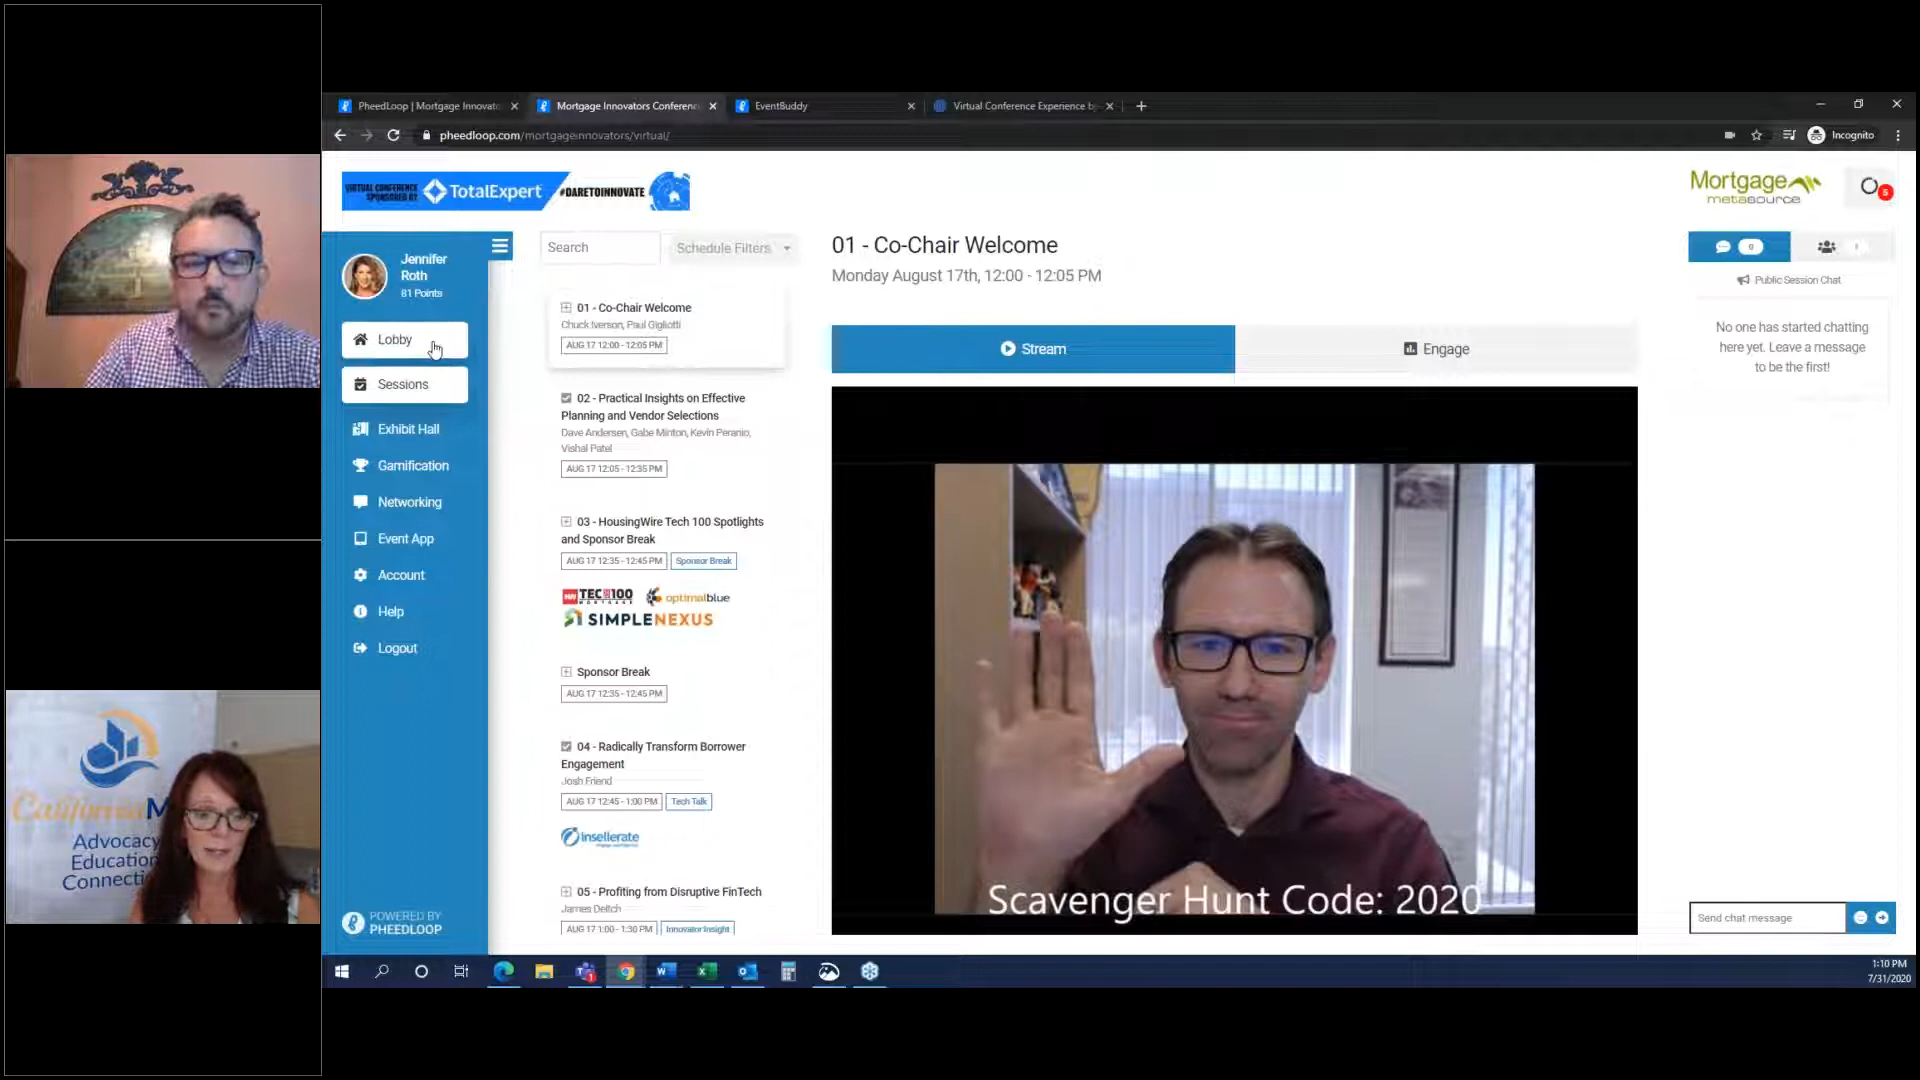 PheedLoop | Mortgage Innovato
Mortgage Innovators Conferenc
EventBuddy
Virtual Conference Experience b
pheedloop.com/mortgageinnovators/virtual/
Incognito
VIRTUAL CONFERENCE
SPONSORED BY
TotalExpert
#DARETOINNOVATE
Mortgage
metasource
5
Jennifer
Roth
81 Points
Lobby
Sessions
Exhibit Hall
Gamification
Networking
Event App
Account
Help
Logout
POWERED BY
PHEEDLOOP
Search
Schedule Filters
01 - Co-Chair Welcome
Chuck Iverson, Paul Gigliotti
AUG 17 12:00 - 12:05 PM
02 - Practical Insights on Effective
Planning and Vendor Selections
Dave Andersen, Gabe Minton, Kevin Peranio,
Vishal Patel
AUG 17 12:05 - 12:35 PM
03 - HousingWire Tech 100 Spotlights
and Sponsor Break
AUG 17 12:35 - 12:45 PM
Sponsor Break
HW TECH100
MORTGAGE
optimalblue
SIMPLENEXUS
Sponsor Break
AUG 17 12:35 - 12:45 PM
04 - Radically Transform Borrower
Engagement
Josh Friend
AUG 17 12:45 - 1:00 PM
Tech Talk
insellerate
05 - Profiting from Disruptive FinTech
James Deitch
AUG 17 1:00 - 1:30 PM
Innovator Insight
01 - Co-Chair Welcome
Monday August 17th, 12:00 - 12:05 PM
Stream
Engage
Scavenger Hunt Code: 2020
0
Public Session Chat
No one has started chatting
here yet. Leave a message
to be the first!
Send chat message
California M
Advocacy
Education
Connecti
1:10 PM
7/31/2020